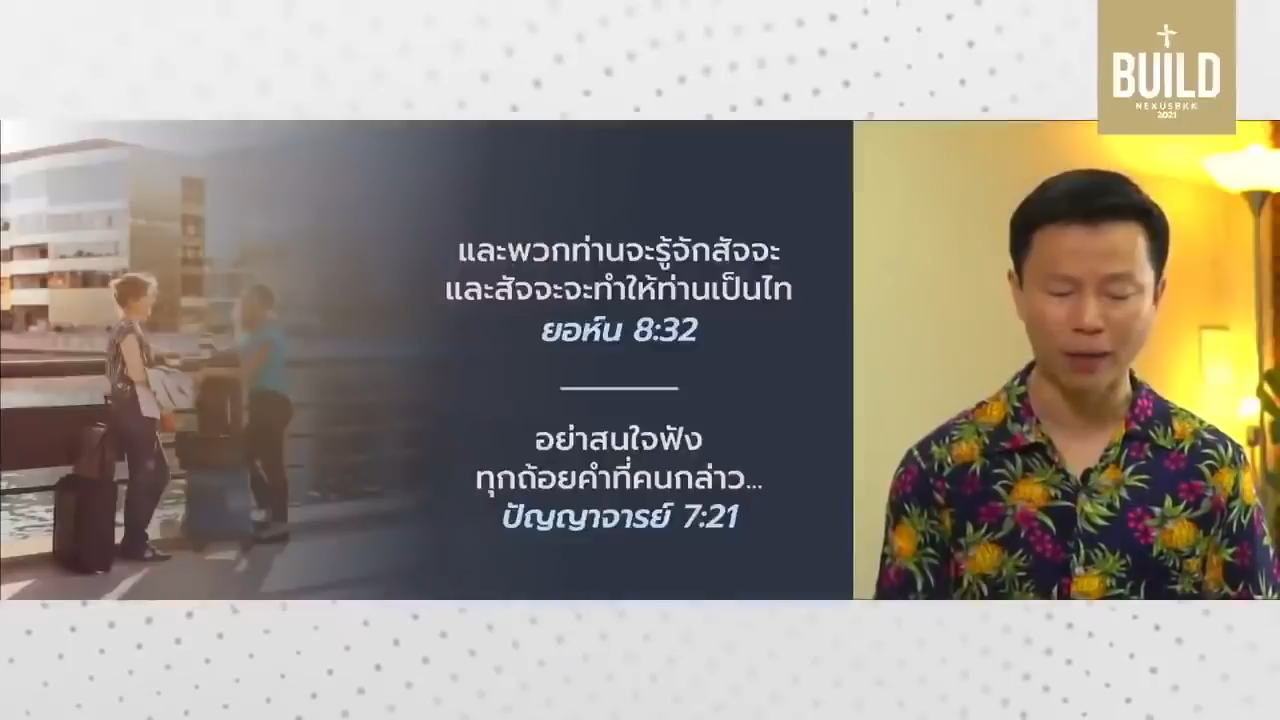 BUILD
NEXUSBKK
2021
และพวกท่านจะรู้จักสัจจะ
และสัจจะจะทำให้ท่านเป็นไท
ยอห์น 8:32
อย่าสนใจฟัง
ทุกถ้อยคำที่คนกล่าว...
ปัญญาจารย์ 7:21